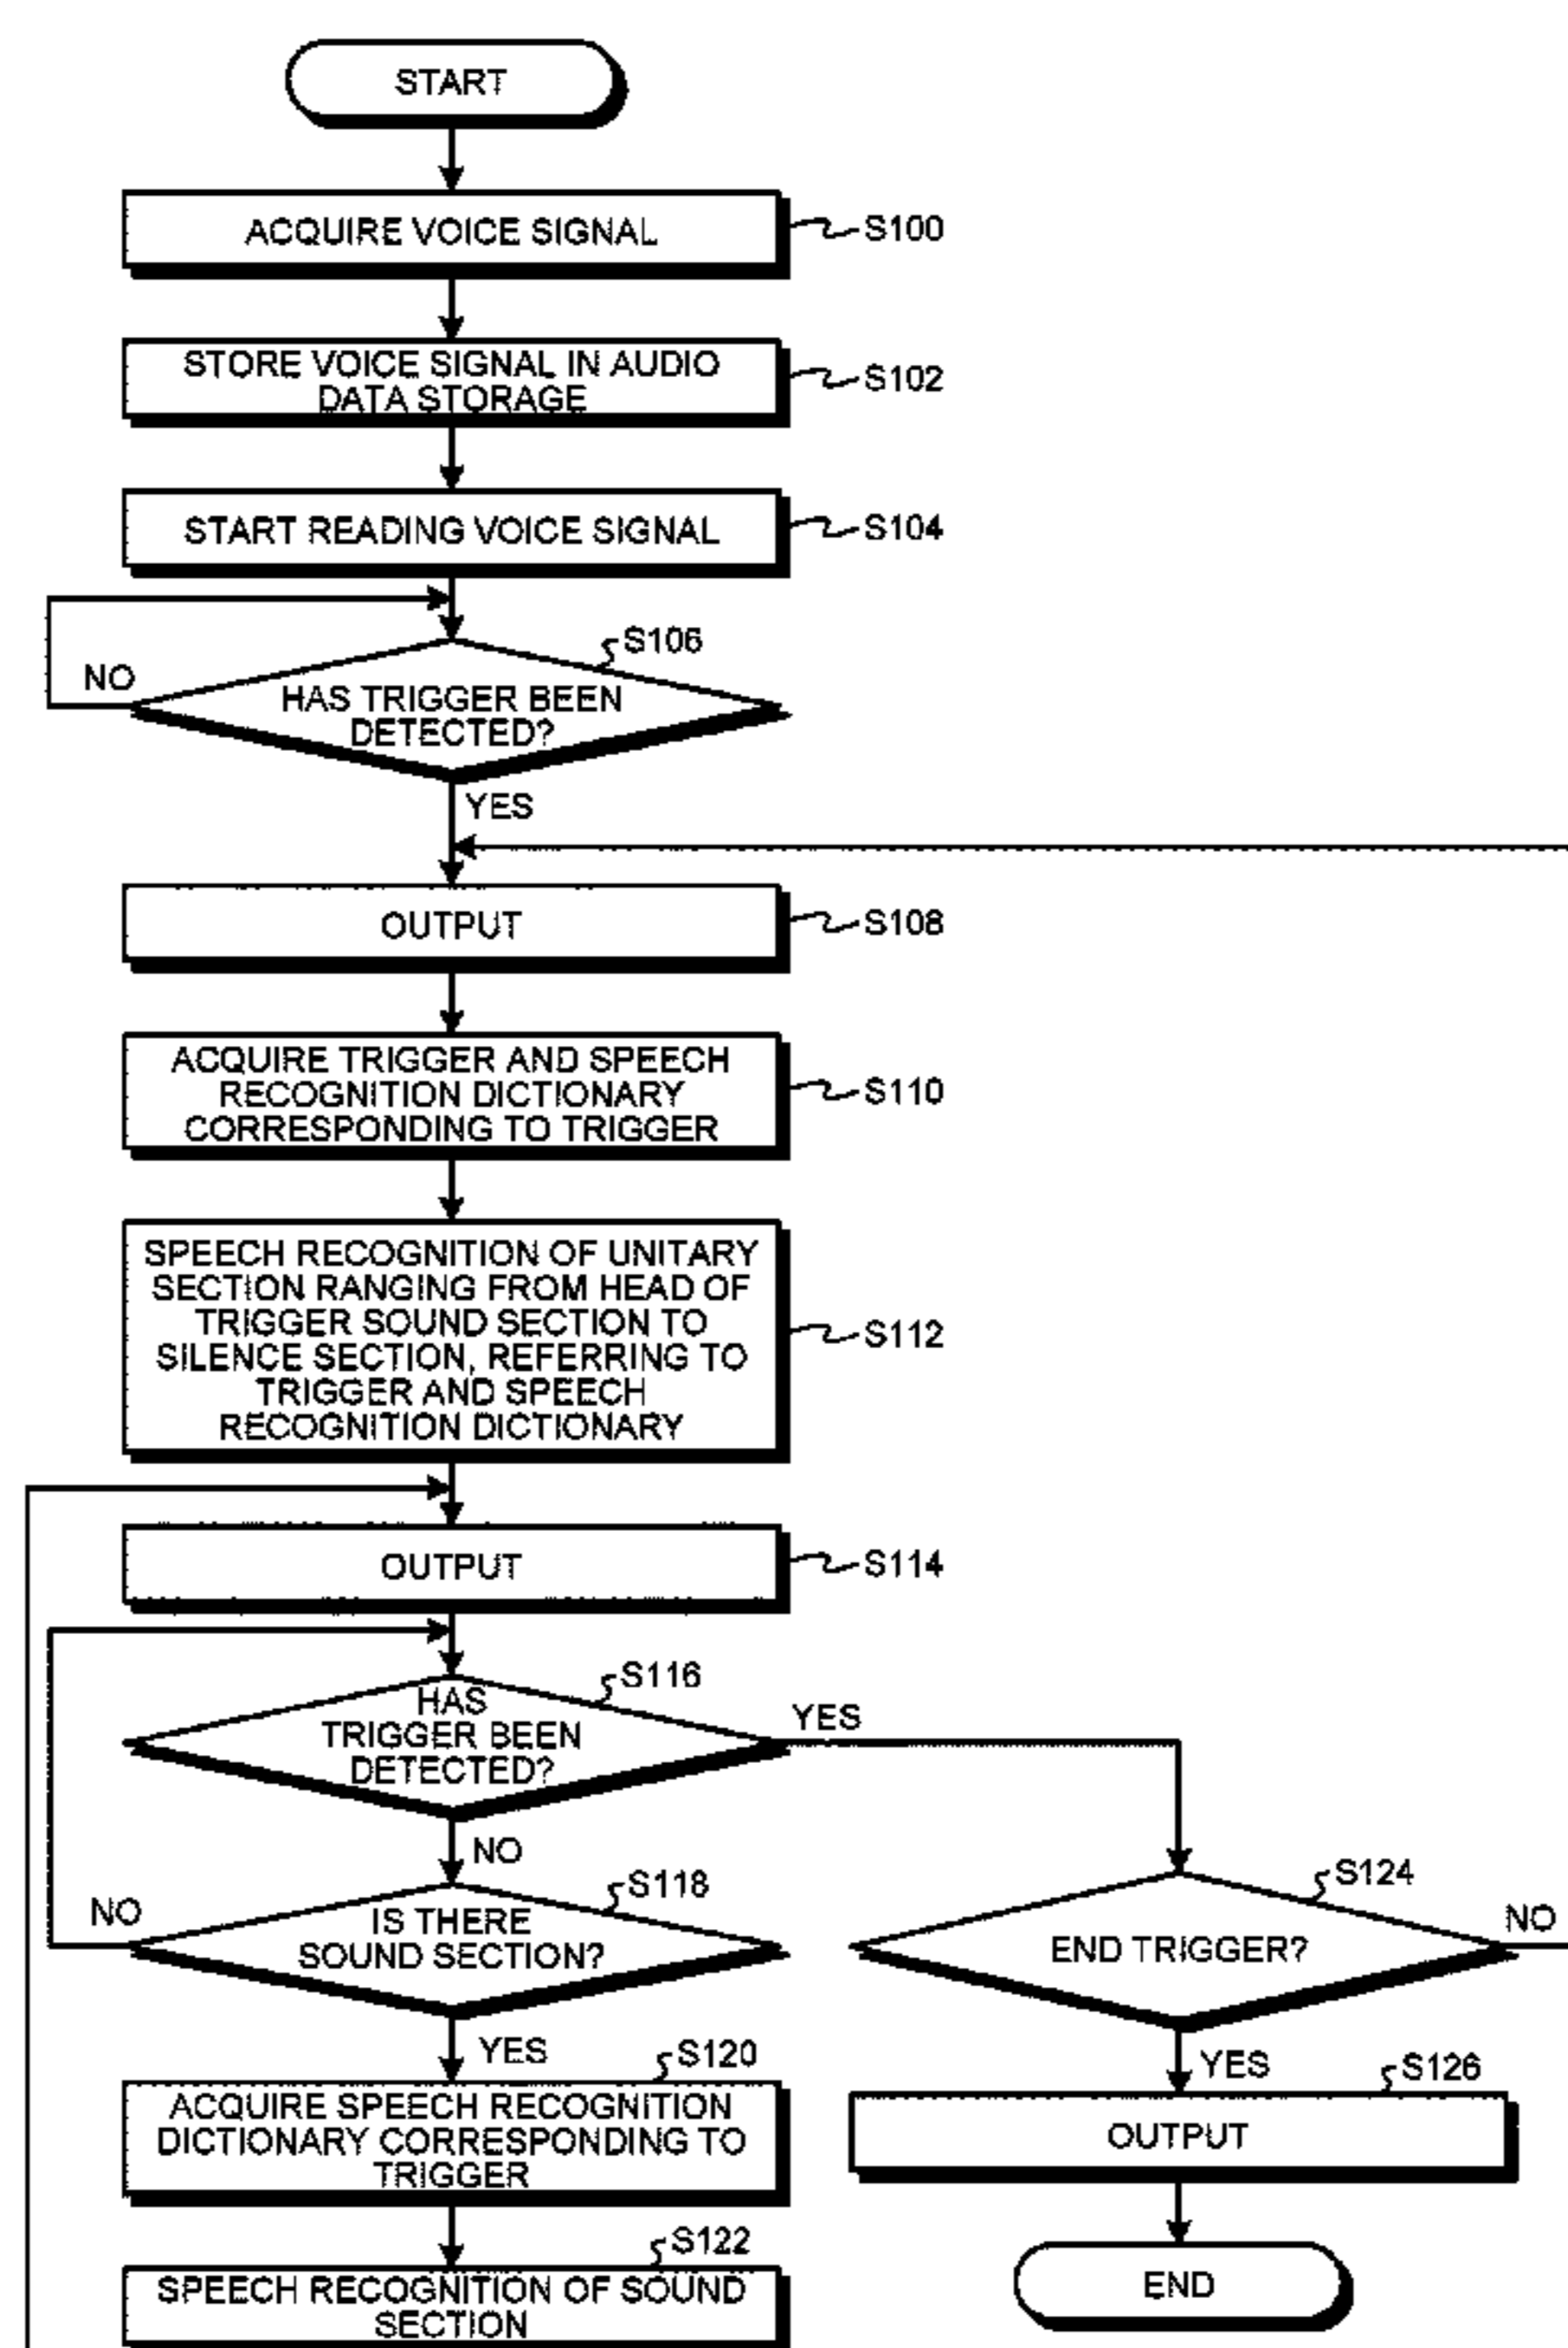 START
ACQUIRE VOICE SIGNAL
S100
STORE VOICE SIGNAL IN AUDIO
DATA STORAGE
S102
START READING VOICE SIGNAL
S104
S106
NO
HAS TRIGGER BEEN
DETECTED?
YES
OUTPUT
S108
ACQUIRE TRIGGER AND SPEECH
RECOGNITION DICTIONARY
CORRESPONDING TO TRIGGER
S110
SPEECH RECOGNITION OF UNITARY
SECTION RANGING FROM HEAD OF
TRIGGER SOUND SECTION TO
SILENCE SECTION, REFERRING TO
TRIGGER AND SPEECH
RECOGNITION DICTIONARY
S112
OUTPUT
S114
S116
HAS
TRIGGER BEEN
DETECTED?
YES
NO
S118
NO
IS THERE
SOUND SECTION?
YES
S120
ACQUIRE SPEECH RECOGNITION
DICTIONARY CORRESPONDING TO
TRIGGER
S122
SPEECH RECOGNITION OF SOUND
SECTION
S124
END TRIGGER?
NO
YES
S126
OUTPUT
END